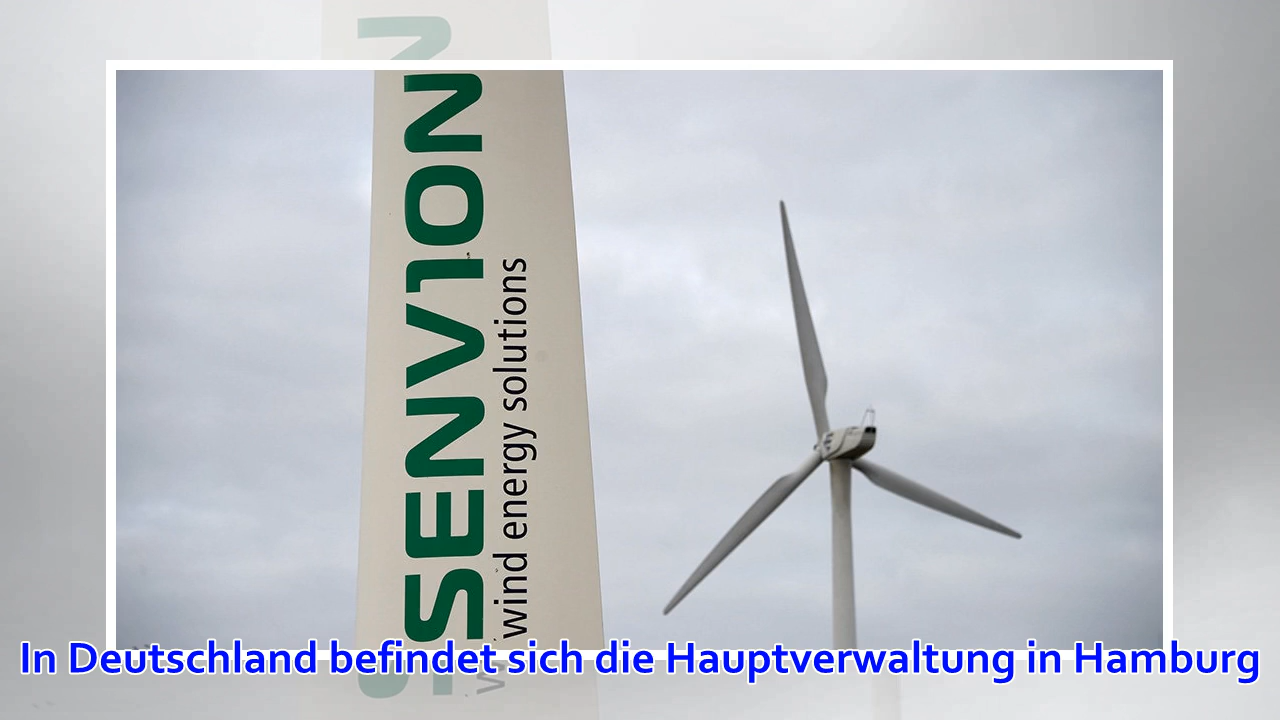 SENVION
wind energy solutions
In Deutschland befindet sich die Hauptverwaltung in Hamburg